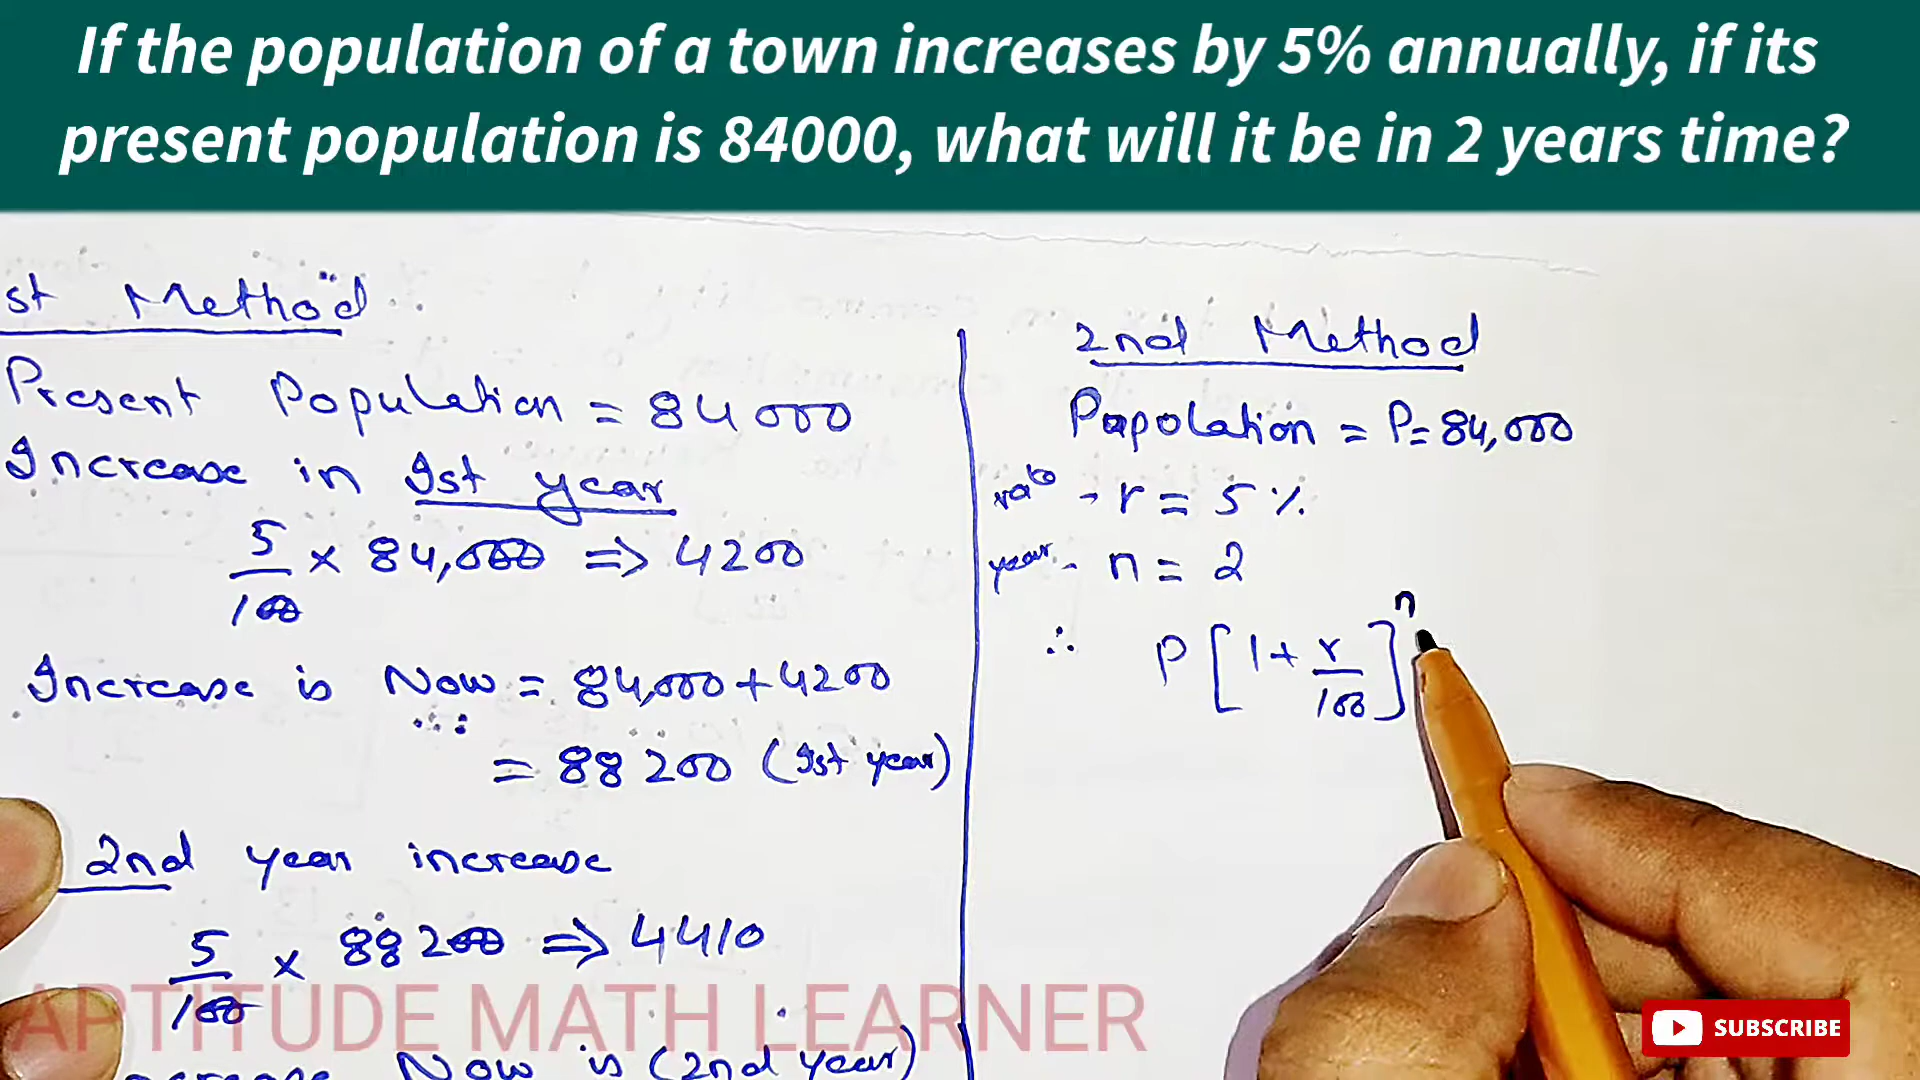 If the population of a town increases by 5% annually, if its
present population is 84000, what will it be in 2 years time?
st Method
Present Population = 84000
Increase in Ist year
5/100 × 84,000 => 4200
Increase is Now = 84,000 + 4200
= 88200 (Ist year)
2nd year increase
5/100 × 88200 => 4410
Now is (2nd year)
2nd Method
Papolation = P = 84,000
rate - r = 5 %
year - n = 2
∴ P [1 + r/100]^n
APTITUDE MATH LEARNER
SUBSCRIBE